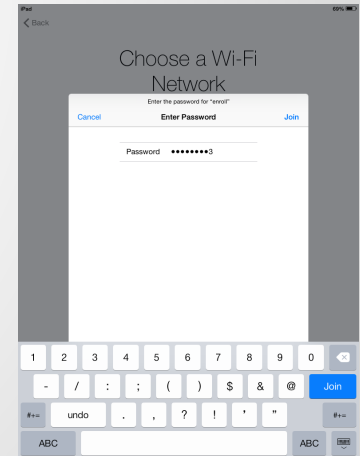 iPad 69%
Back
Choose a Wi-Fi
Network
Enter the password for “enroll”
Cancel Enter Password Join
Password ••••••••3
1 2 3 4 5 6 7 8 9 0
- / : ; ( ) $ & @ Join
#+= undo . , ? ! ' " #+=
ABC ABC